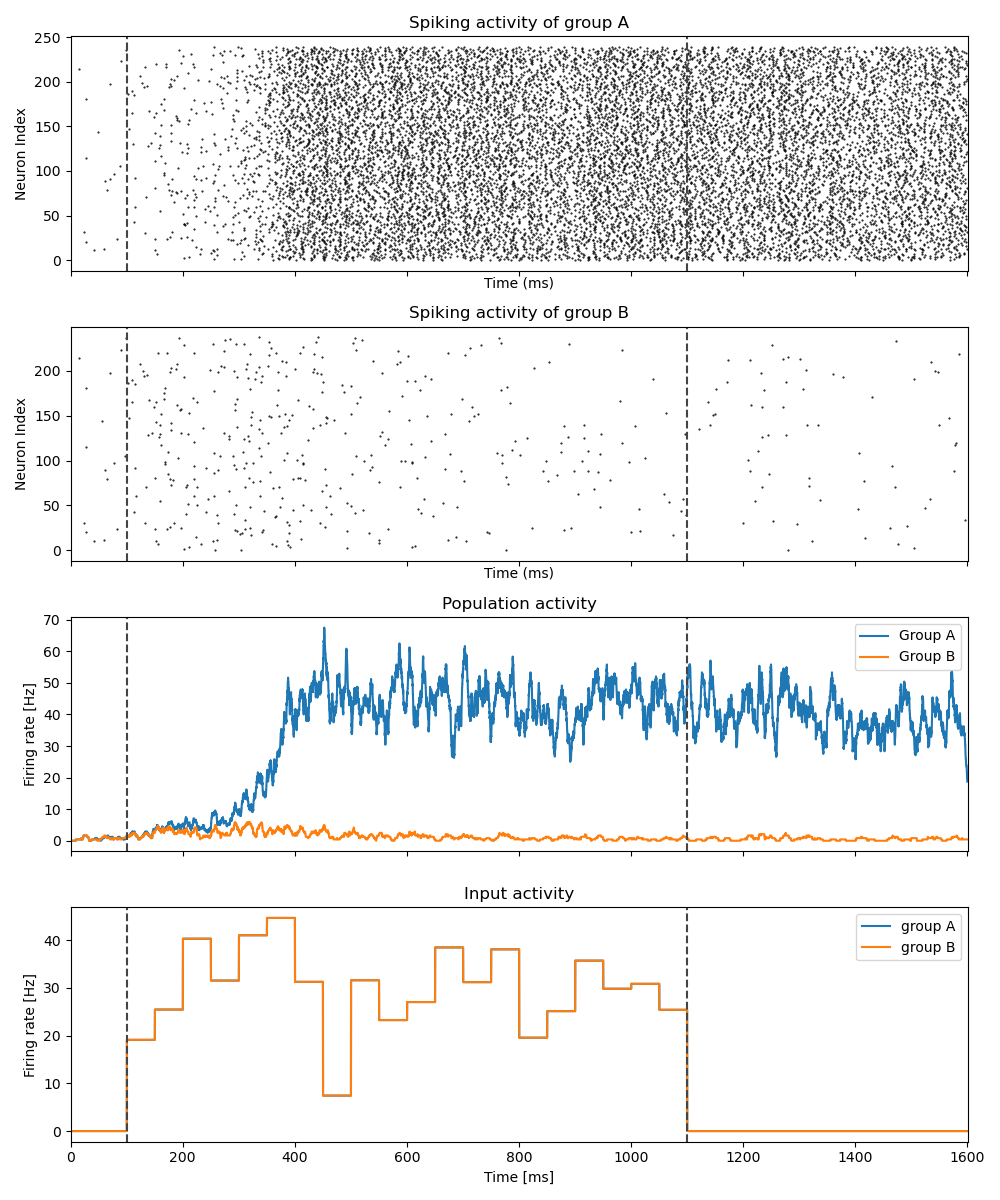 Spiking activity of group A
Neuron Index
250
200
150
100
50
0
Time (ms)
Spiking activity of group B
Neuron Index
200
150
100
50
0
Time (ms)
Population activity
Firing rate [Hz]
70
60
50
40
30
20
10
0
Group A
Group B
Input activity
Firing rate [Hz]
40
30
20
10
0
group A
group B
0 200 400 600 800 1000 1200 1400 1600
Time [ms]